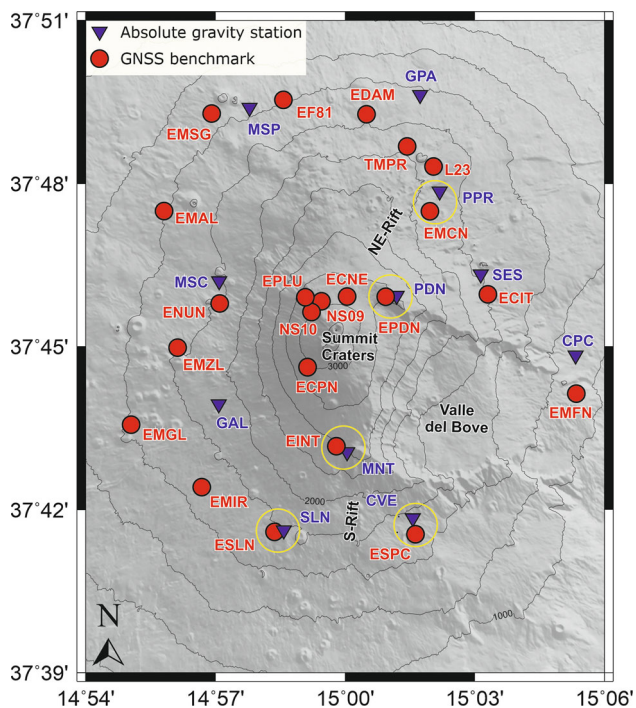 37°51'
Absolute gravity station
GNSS benchmark
GPA
EDAM
EF81
EMSG
MSP
TMPR
L23
37°48'
PPR
EMAL
EMCN
NE-Rift
MSC
SES
EPLU
ECNE
PDN
ENUN
NS09
ECIT
NS10
EPDN
Summit
Craters
CPC
37°45'
EMZL
3000
ECPN
EMFN
GAL
Valle
del Bove
EMGL
EINT
MNT
EMIR
2000
CVE
37°42'
SLN
S-Rift
ESLN
ESPC
N
1000
37°39'
14°54' 14°57' 15°00' 15°03' 15°06'